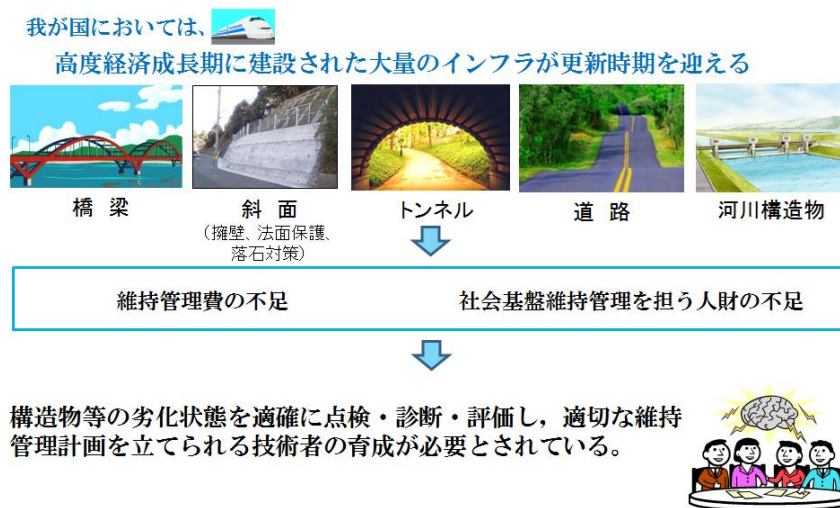 我が国においては、
高度経済成長期に建設された大量のインフラが更新時期を迎える
橋 梁
斜 面
(擁壁、法面保護、
落石対策)
トンネル
道 路
河川構造物
維持管理費の不足
社会基盤維持管理を担う人財の不足
構造物等の劣化状態を適確に点検・診断・評価し，適切な維持
管理計画を立てられる技術者の育成が必要とされている。